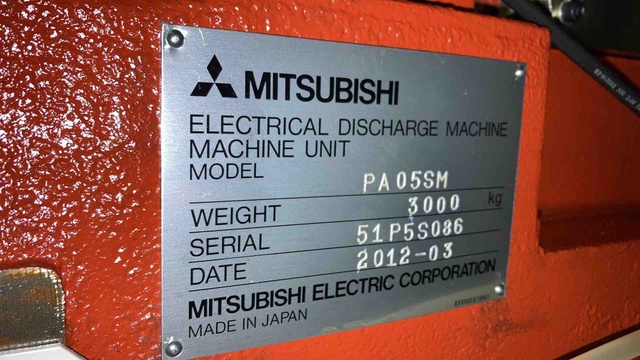 MITSUBISHI
ELECTRICAL DISCHARGE MACHINE
MACHINE UNIT
MODEL PA05SM
WEIGHT 3000 kg
SERIAL 51P5S086
DATE 2012-03
MITSUBISHI ELECTRIC CORPORATION
MADE IN JAPAN